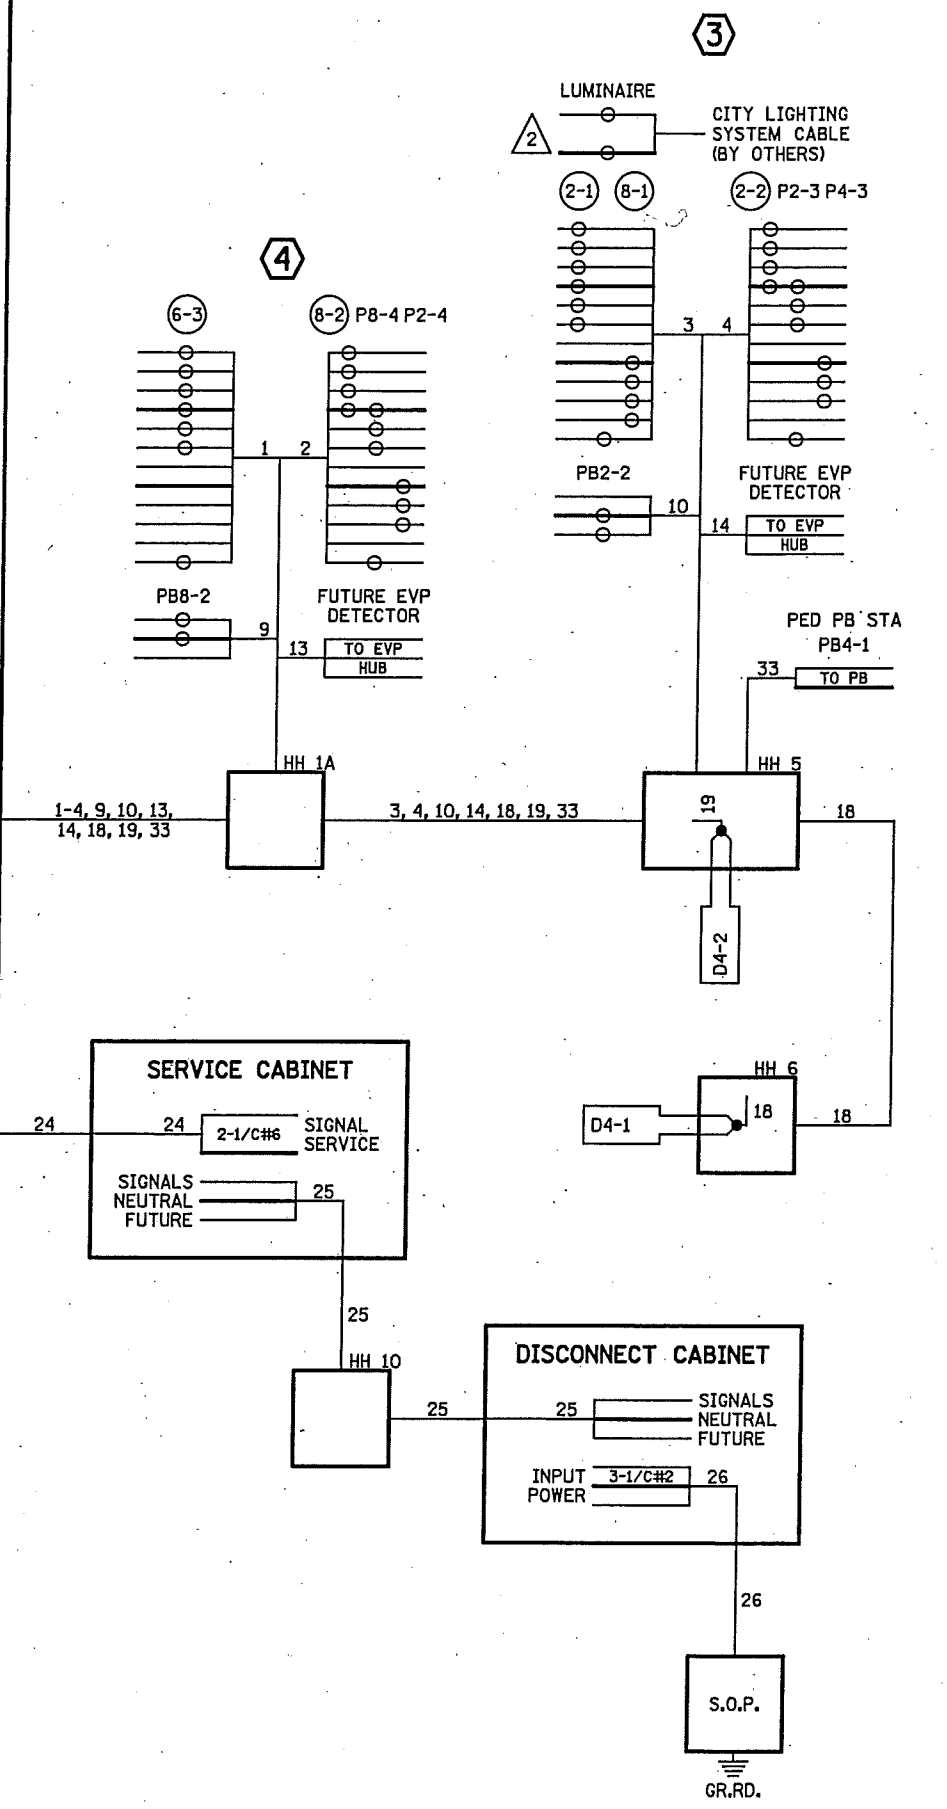 3
LUMINAIRE
2
CITY LIGHTING
SYSTEM CABLE
(BY OTHERS)
2-1 8-1
2-2 P2-3 P4-3
3 4
PB2-2
10
FUTURE EVP
DETECTOR
14 TO EVP
HUB
4
6-3
8-2 P8-4 P2-4
1 2
PB8-2
9
FUTURE EVP
DETECTOR
13 TO EVP
HUB
PED PB STA
PB4-1
33 TO PB
HH 1A
1-4, 9, 10, 13,
14, 18, 19, 33
3, 4, 10, 14, 18, 19, 33
HH 5
19
18
D4-2
HH 6
D4-1
18
18
SERVICE CABINET
24 24 2-1/C#6
SIGNAL
SERVICE
SIGNALS
NEUTRAL
FUTURE
25
25
HH 10
25
DISCONNECT CABINET
25
SIGNALS
NEUTRAL
FUTURE
INPUT
POWER
3-1/C#2 26
26
S.O.P.
GR.RD.